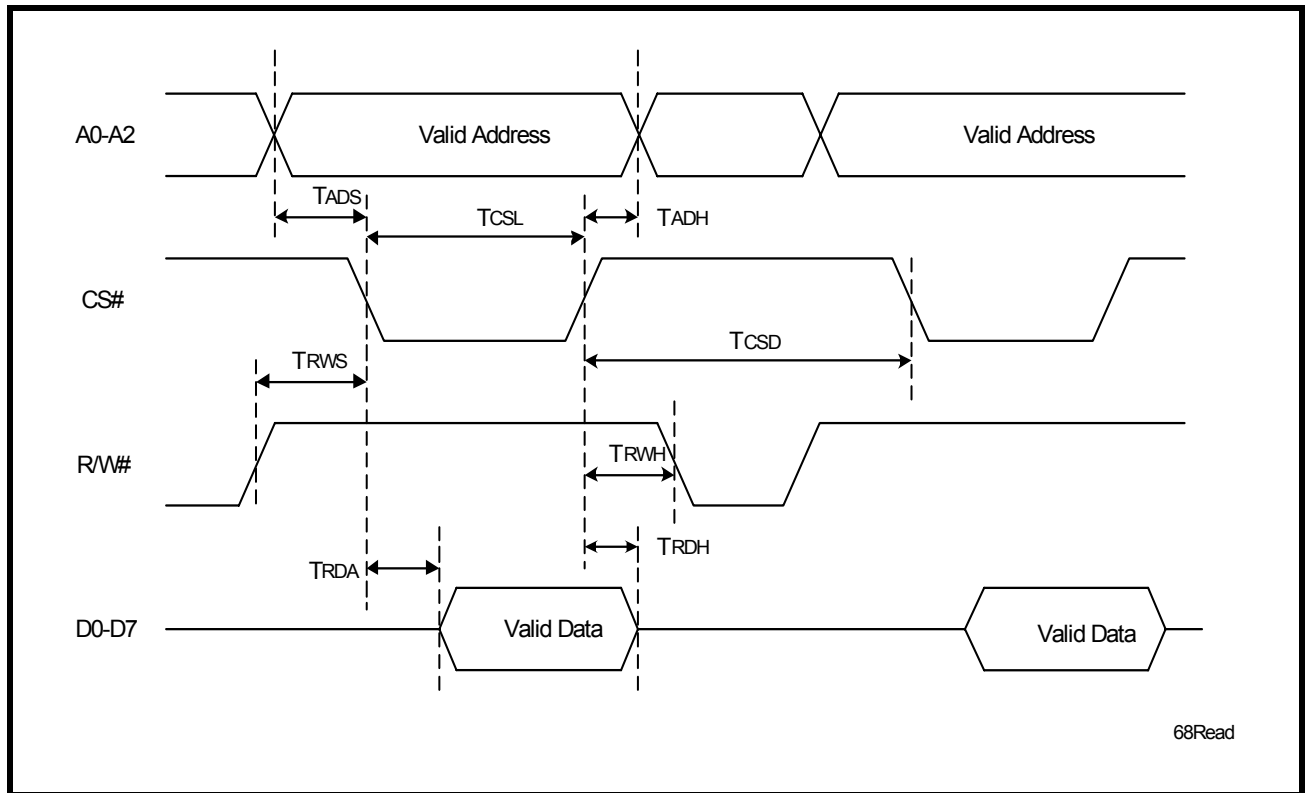 A0-A2
Valid Address
Valid Address
TADS
TCSL
TADH
CS#
TCSD
TRWS
R/W#
TRWH
TRDH
TRDA
D0-D7
Valid Data
Valid Data
68Read